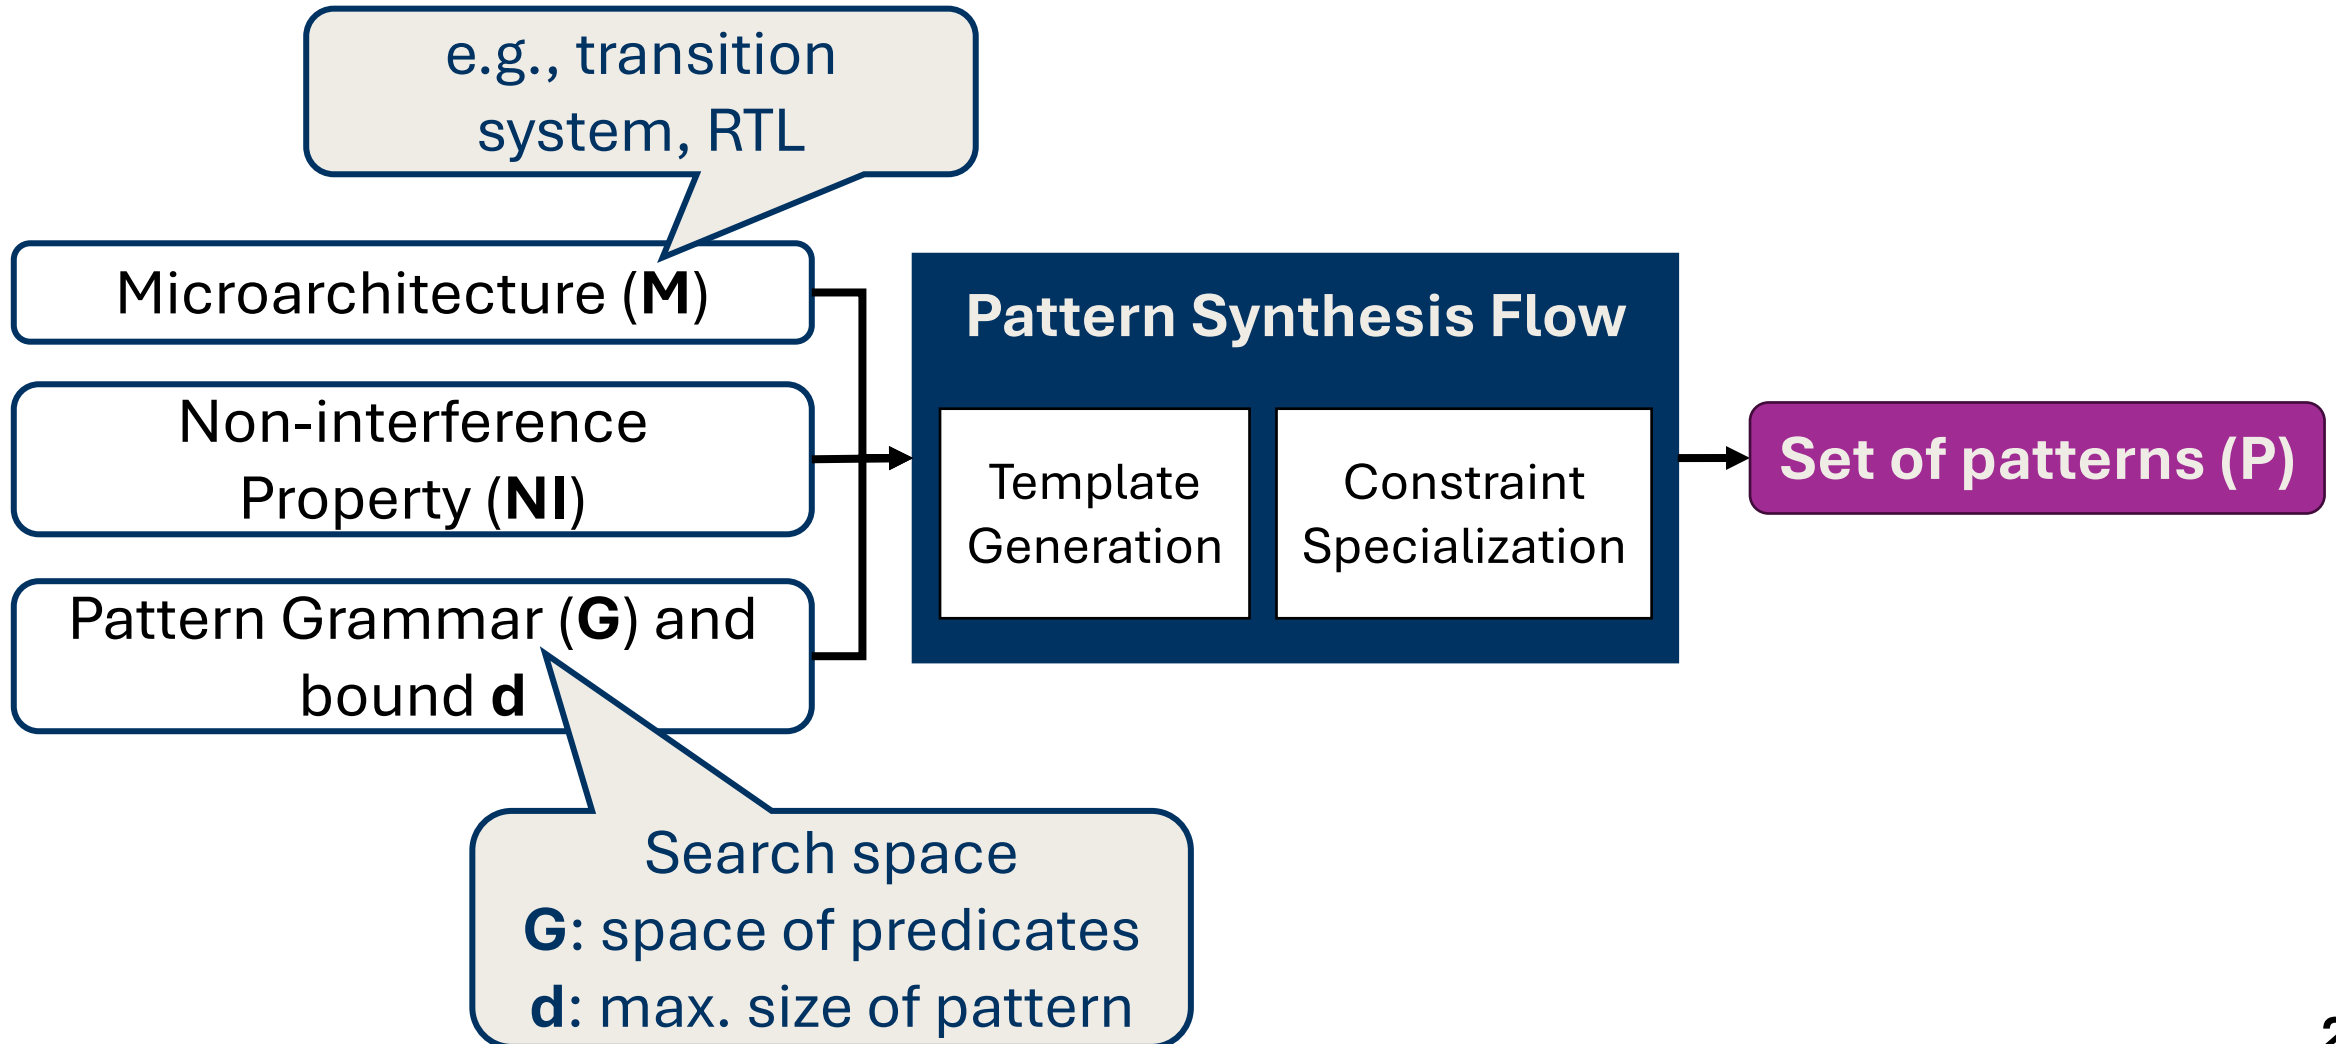 e.g., transition
system, RTL
Microarchitecture (M)
Non-interference
Property (NI)
Pattern Grammar (G) and
bound d
Search space
G: space of predicates
d: max. size of pattern
Pattern Synthesis Flow
Template
Generation
Constraint
Specialization
Set of patterns (P)